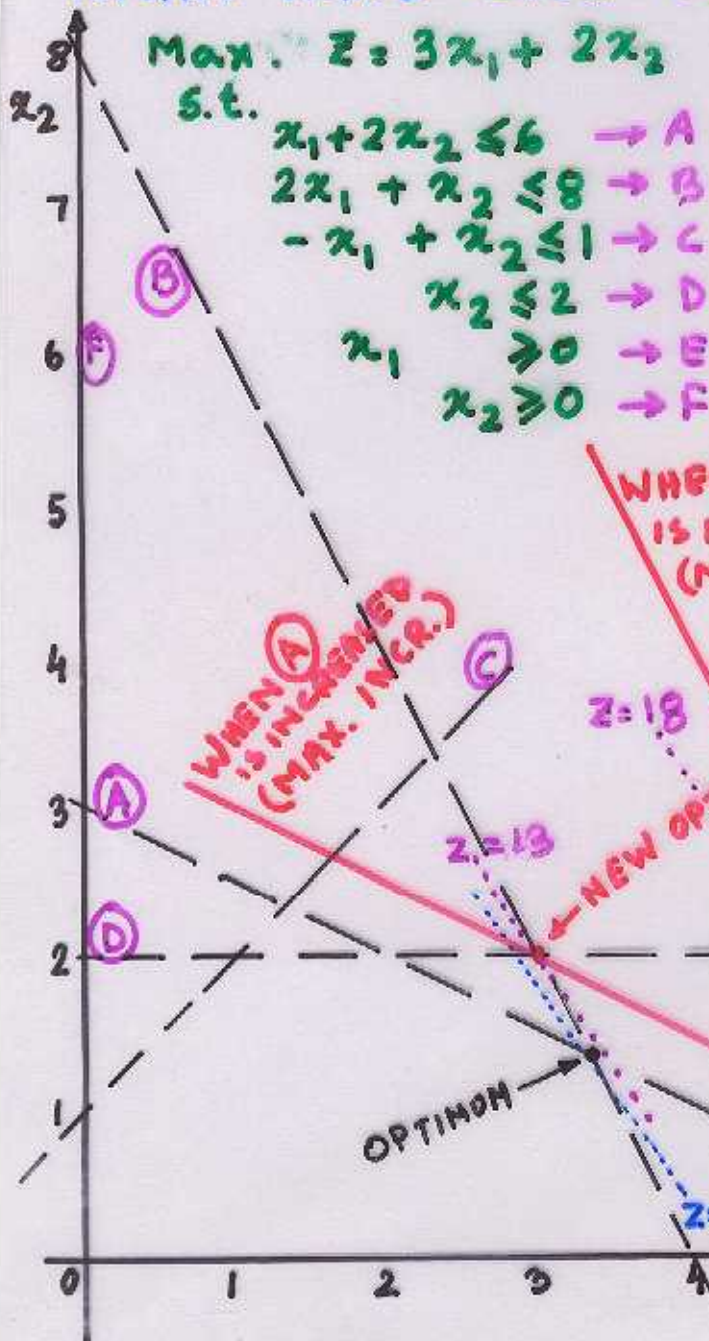 Max. Z = 3x₁ + 2x₂
s.t.
x₁ + 2x₂ ≤ 6 → A
2x₁ + x₂ ≤ 8 → B
- x₁ + x₂ ≤ 1 → C
x₂ ≤ 2 → D
x₁ ≥ 0 → E
x₂ ≥ 0 → F
8
x₂
7
B
6
F
5
WHE
IS
WHEN A
IS INCREASED
(MAX. INCR.)
4
C
Z=18
3
A
Z=13
NEW OP
D
2
1
OPTIMUM
Z=
0 1 2 3 4